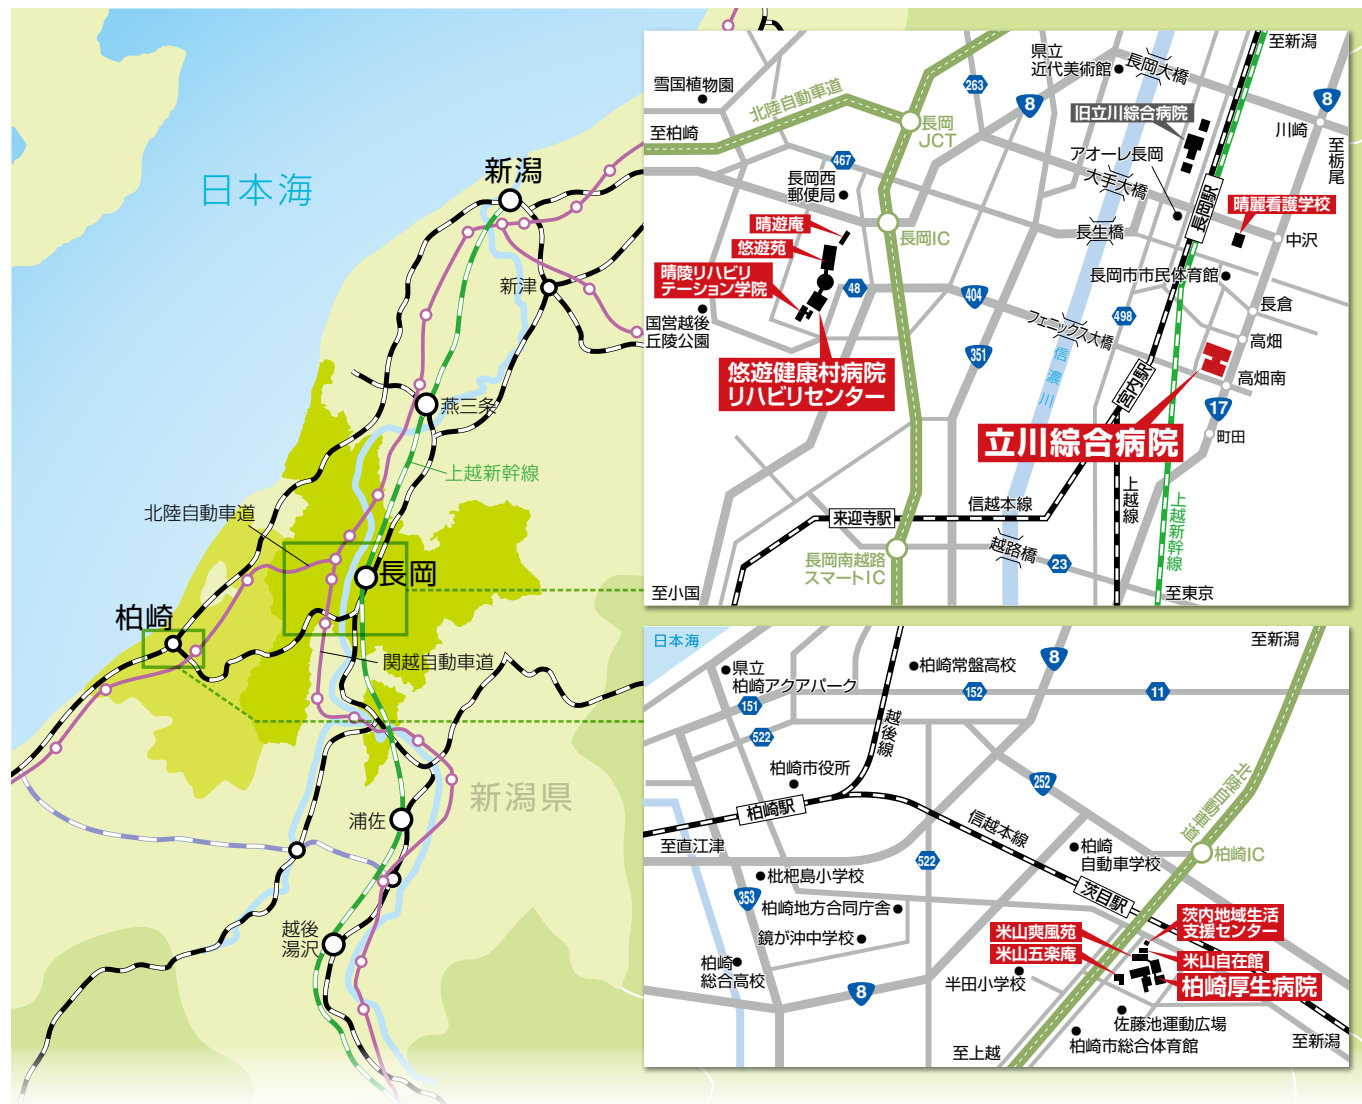 日本海
新潟
新津
燕三条
上越新幹線
北陸自動車道
長岡
柏崎
関越自動車道
新潟県
浦佐
越後
湯沢
雪国植物園
至柏崎
北陸自動車道
長岡
JCT
263
8
県立
近代美術館
長岡大橋
至新潟
8
川崎
至栃尾
旧立川綜合病院
アオーレ長岡
大手大橋
467
長岡西
郵便局
長岡駅
晴麗看護学校
中沢
晴遊庵
悠遊苑
晴陵リハビリ
テーション学院
長岡IC
長生橋
長岡市市民体育館
48
404
498
長倉
国営越後
丘陵公園
フェニックス大橋
高畑
351
信濃川
悠遊健康村病院
リハビリセンター
宮内駅
高畑南
17
町田
立川綜合病院
来迎寺駅
信越本線
上越線
上越新幹線
長岡南越路
スマートIC
越路橋
23
至小国
至東京
日本海
至新潟
県立
柏崎アクアパーク
柏崎常盤高校
8
151
152
11
522
越後線
柏崎市役所
252
北陸自動車道
柏崎駅
信越本線
至直江津
522
柏崎
自動車学校
柏崎IC
枇杷島小学校
353
茨目駅
柏崎地方合同庁舎
鏡が沖中学校
茨内地域生活
支援センター
米山爽風苑
米山五楽庵
米山自在館
柏崎
総合高校
半田小学校
柏崎厚生病院
8
佐藤池運動広場
柏崎市総合体育館
至上越
至新潟